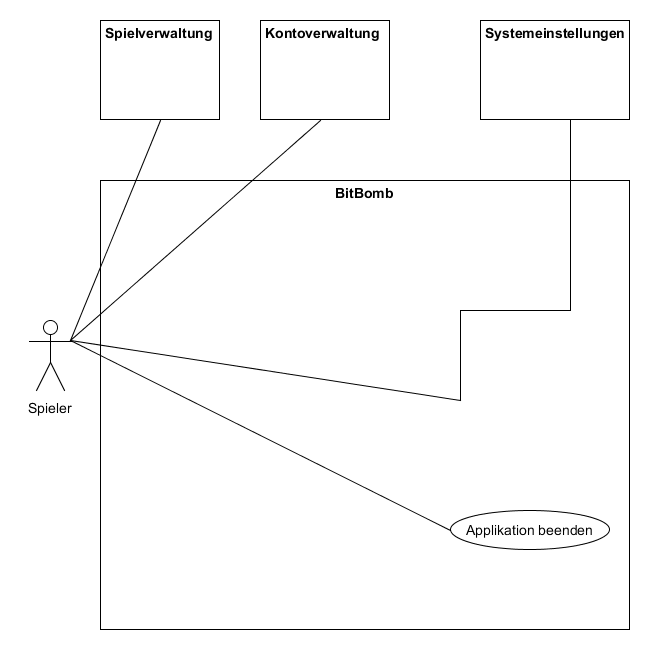 Spielverwaltung
Kontoverwaltung
Systemeinstellungen
BitBomb
Spieler
Applikation beenden